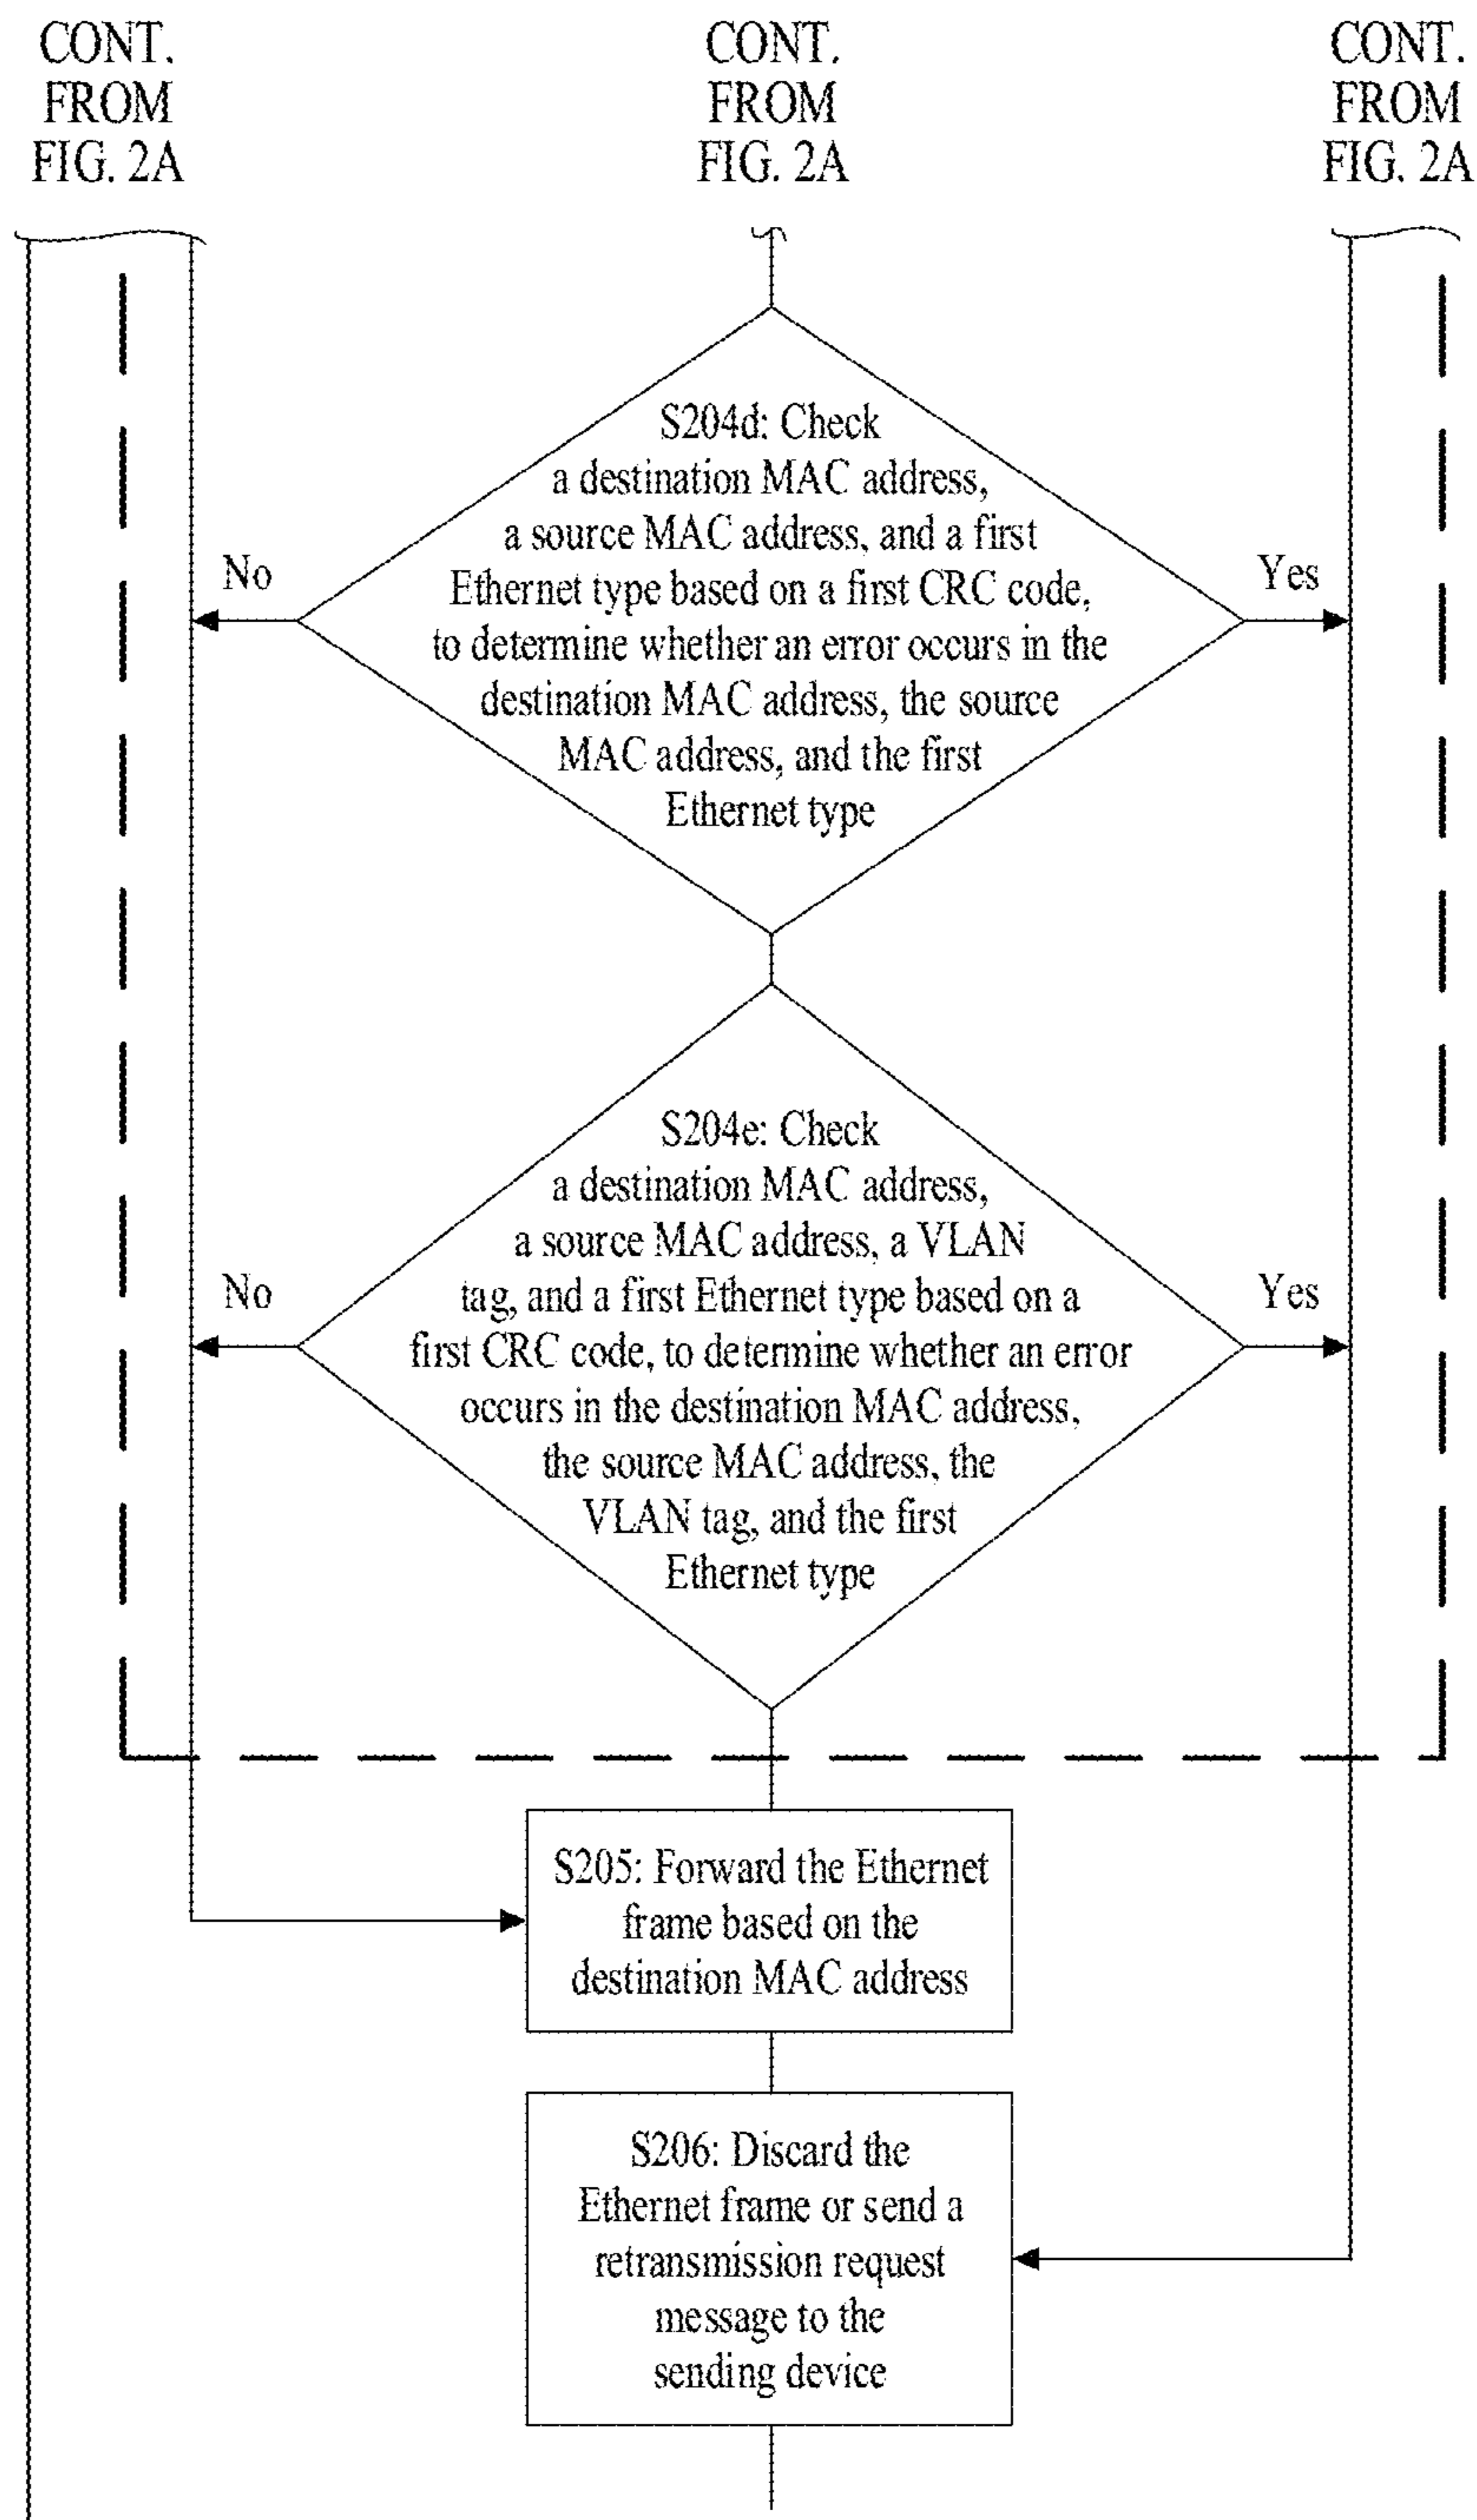 CONT.
FROM
FIG. 2A
CONT.
FROM
FIG. 2A
CONT.
FROM
FIG. 2A
S204d: Check
a destination MAC address,
a source MAC address, and a first
Ethernet type based on a first CRC code,
to determine whether an error occurs in the
destination MAC address, the source
MAC address, and the first
Ethernet type
No
Yes
S204e: Check
a destination MAC address,
a source MAC address, a VLAN
tag, and a first Ethernet type based on a
first CRC code, to determine whether an error
occurs in the destination MAC address,
the source MAC address, the
VLAN tag, and the first
Ethernet type
No
Yes
S205: Forward the Ethernet
frame based on the
destination MAC address
S206: Discard the
Ethernet frame or send a
retransmission request
message to the
sending device